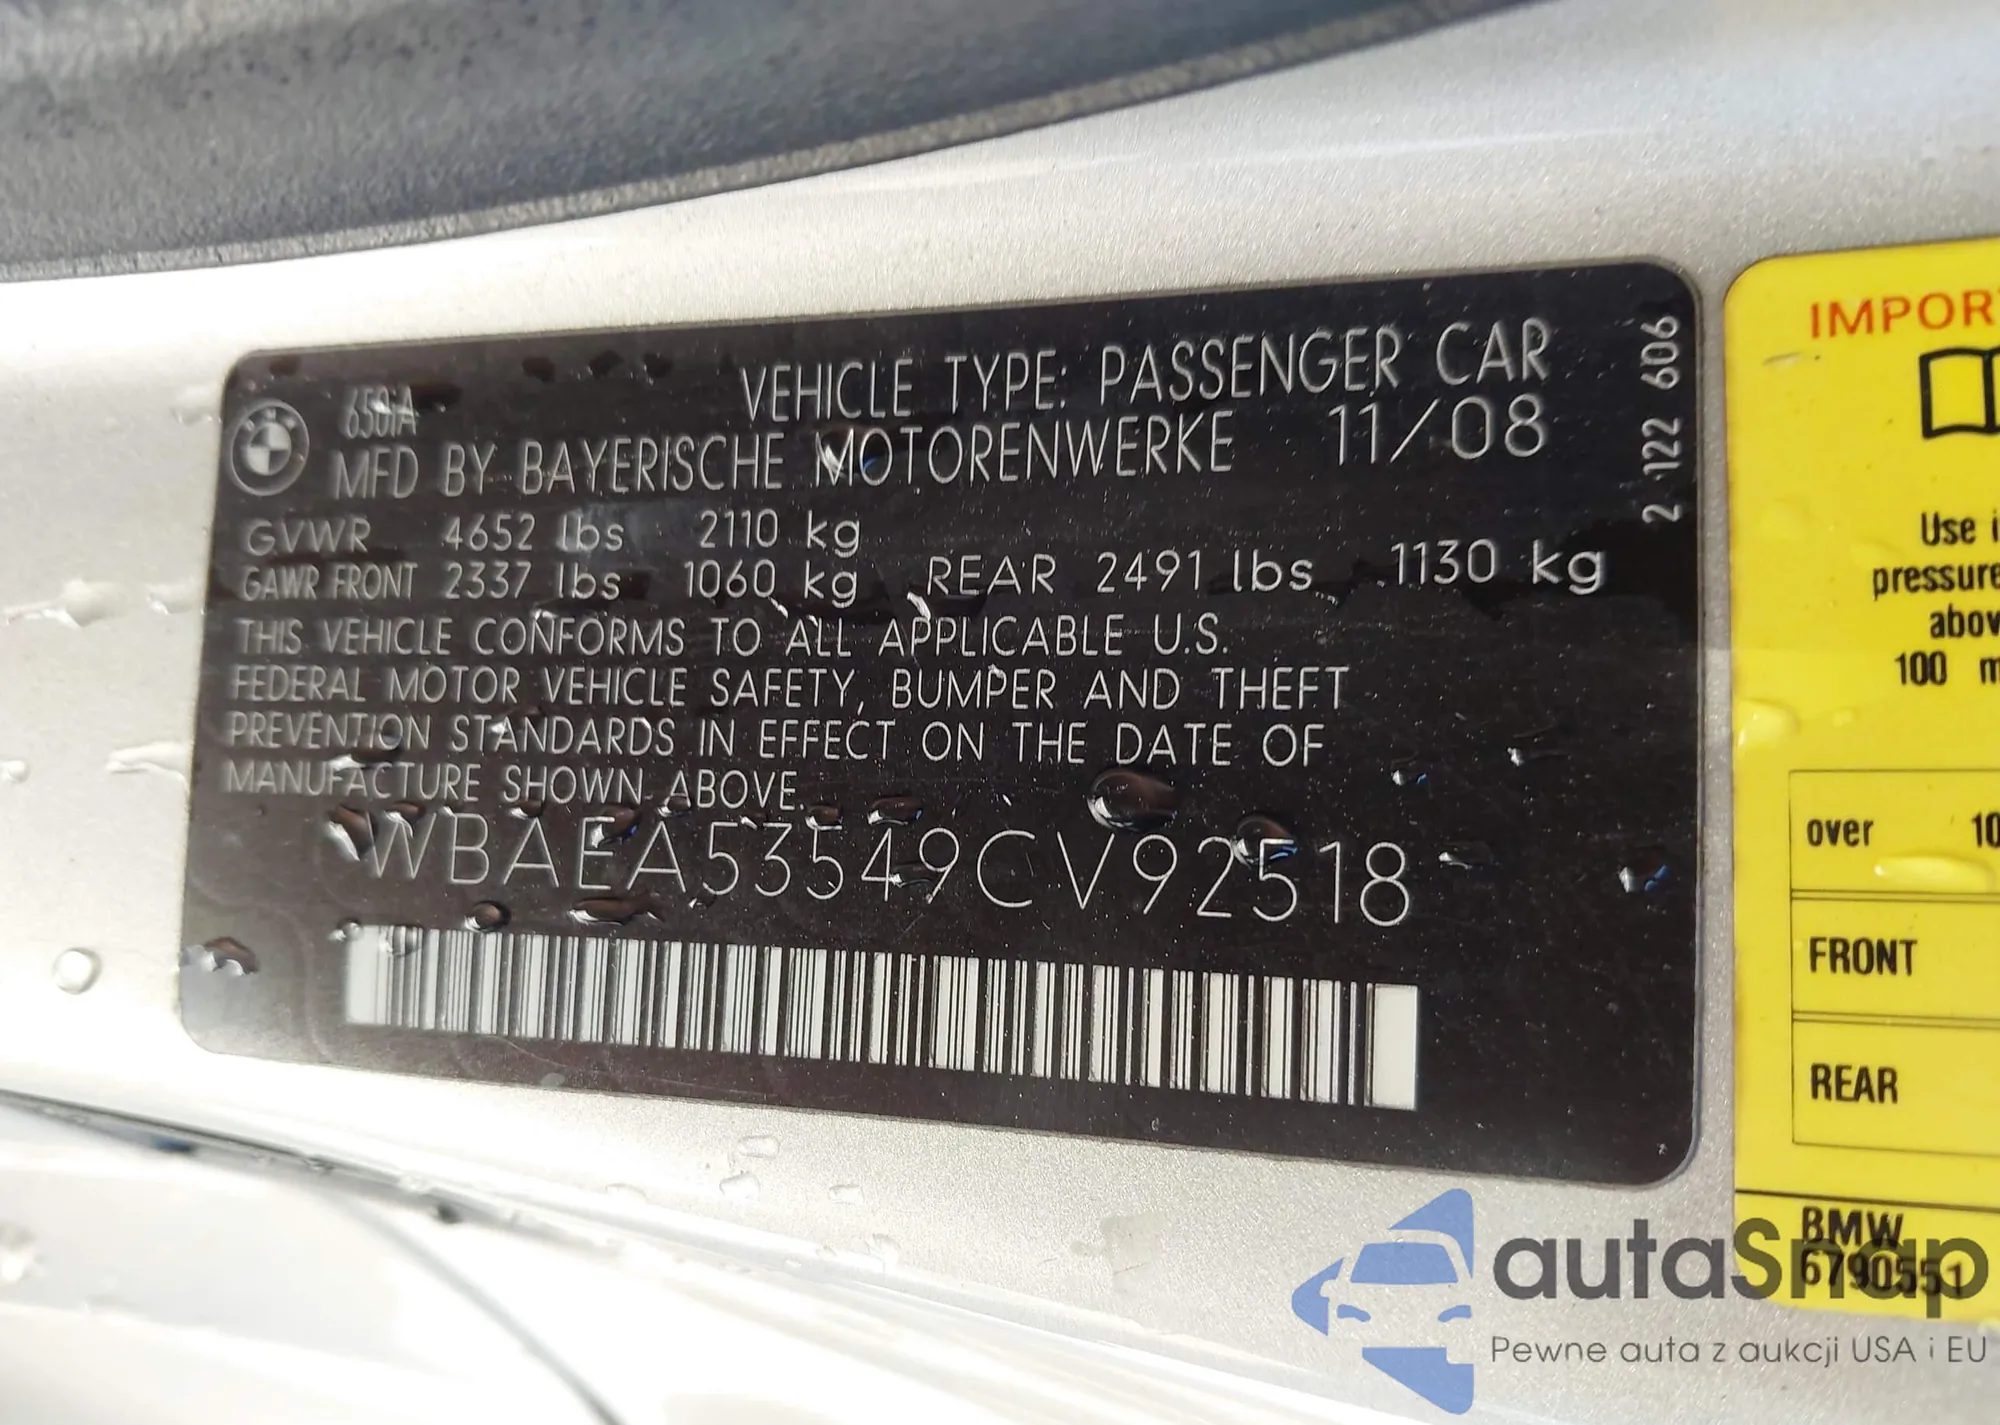 650iA
VEHICLE TYPE: PASSENGER CAR
MFD BY BAYERISCHE MOTORENWERKE 11/08
GVWR 4652 lbs 2110 kg
GAWR FRONT 2337 lbs 1060 kg REAR 2491 lbs 1130 kg
THIS VEHICLE CONFORMS TO ALL APPLICABLE U.S.
FEDERAL MOTOR VEHICLE SAFETY, BUMPER AND THEFT
PREVENTION STANDARDS IN EFFECT ON THE DATE OF
MANUFACTURE SHOWN ABOVE.
WBAEA53549CV92518
2 122 606
IMPOR
Use i
pressure
abov
100 m
over 10
FRONT
REAR
BMW
6790551
autaSnap
Pewne auta z aukcji USA i EU